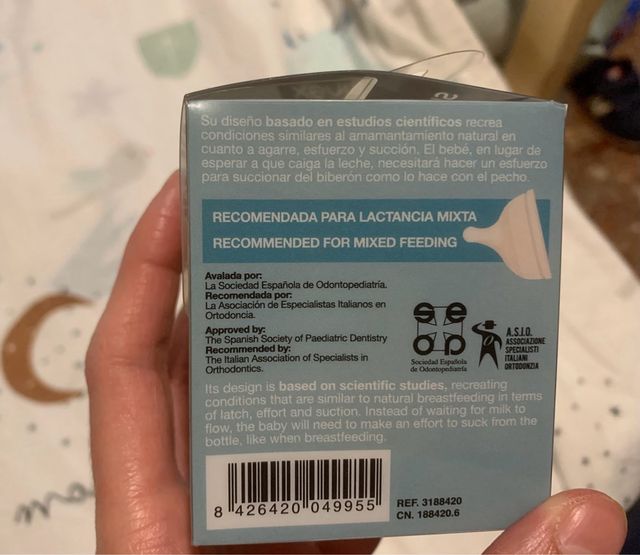 Su diseño basado en estudios científicos recrea
condiciones similares al amamantamiento natural en
cuanto a agarre, esfuerzo y succión. El bebé, en lugar de
esperar a que caiga la leche, necesitará hacer un esfuerzo
para succionar del biberón como lo hace con el pecho.
RECOMENDADA PARA LACTANCIA MIXTA
RECOMMENDED FOR MIXED FEEDING
Avalada por:
La Sociedad Española de Odontopediatría.
Recomendada por:
La Asociación de Especialistas Italianos en
Ortodoncia.
Approved by:
The Spanish Society of Paediatric Dentistry
Recommended by:
The Italian Association of Specialists in
Orthodontics.
Sociedad Española
de Odontopediatría
A.S.I.O.
ASSOCIAZIONE
SPECIALISTI
ITALIANI
ORTODONZIA
Its design is based on scientific studies, recreating
conditions that are similar to natural breastfeeding in terms
of latch, effort and suction. Instead of waiting for milk to
flow, the baby will need to make an effort to suck from the
bottle, like when breastfeeding.
8 426420 049955
REF. 3188420
CN. 188420.6